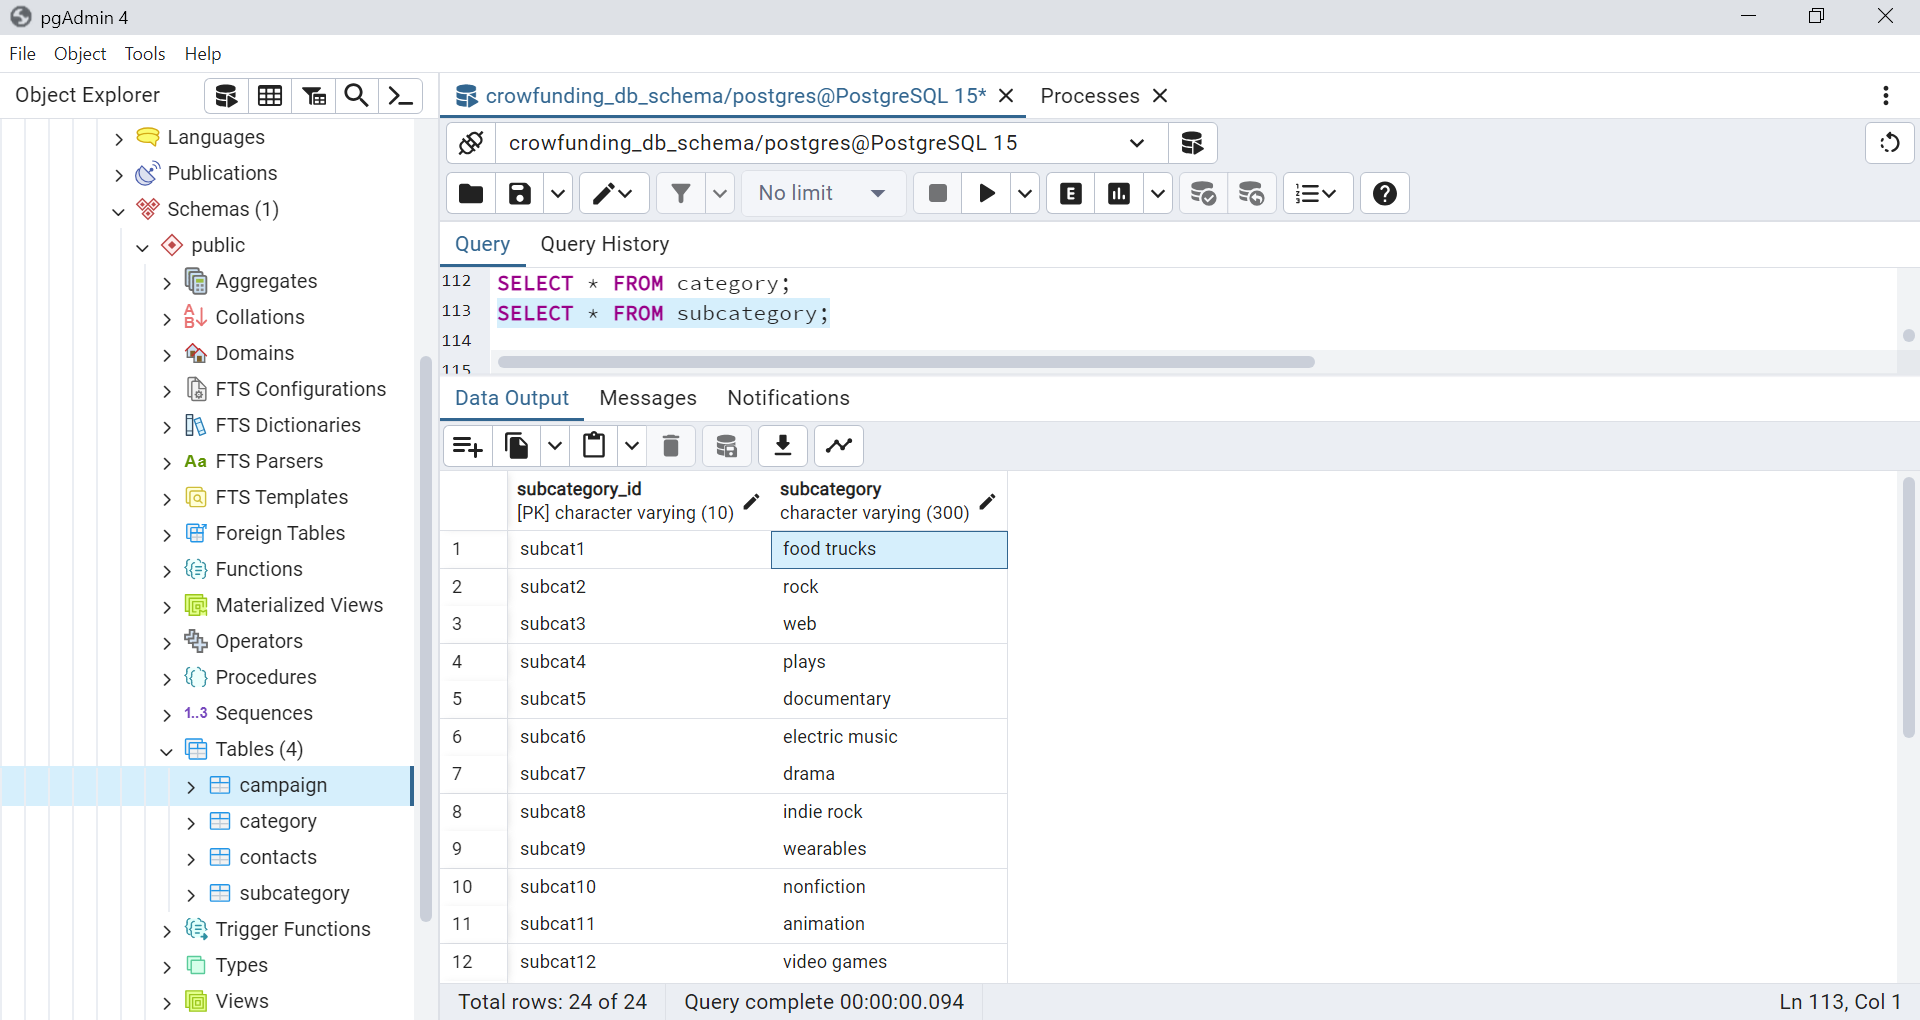 pgAdmin 4
File Object Tools Help
Object Explorer
crowfunding_db_schema/postgres@PostgreSQL 15*
Processes
Languages
Publications
Schemas (1)
public
Aggregates
Collations
Domains
FTS Configurations
FTS Dictionaries
Aa FTS Parsers
FTS Templates
Foreign Tables
Functions
Materialized Views
Operators
Procedures
1..3 Sequences
Tables (4)
campaign
category
contacts
subcategory
Trigger Functions
Types
Views
crowfunding_db_schema/postgres@PostgreSQL 15
No limit
E
Query Query History
112 SELECT * FROM category;
113 SELECT * FROM subcategory;
114
115
Data Output Messages Notifications
subcategory_id subcategory
[PK] character varying (10) character varying (300)
1 subcat1 food trucks
2 subcat2 rock
3 subcat3 web
4 subcat4 plays
5 subcat5 documentary
6 subcat6 electric music
7 subcat7 drama
8 subcat8 indie rock
9 subcat9 wearables
10 subcat10 nonfiction
11 subcat11 animation
12 subcat12 video games
Total rows: 24 of 24 Query complete 00:00:00.094 Ln 113, Col 1